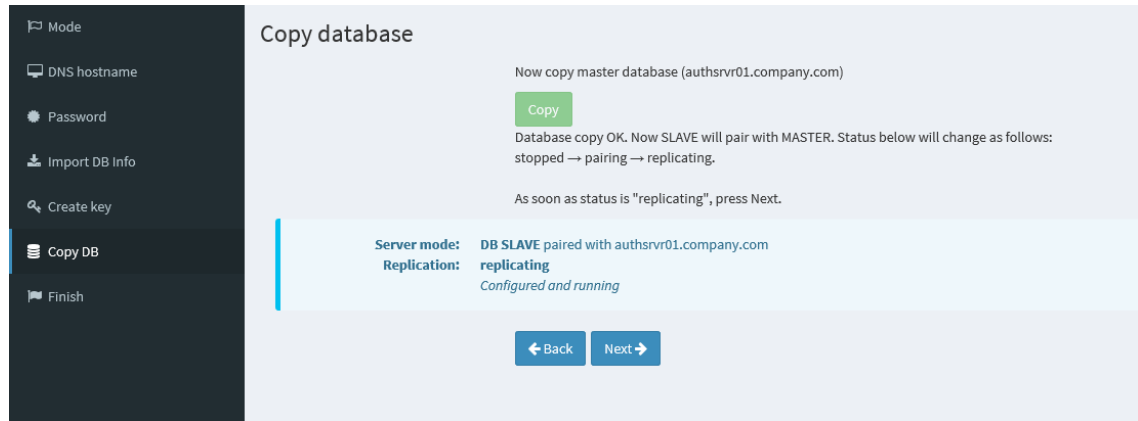 Mode
DNS hostname
Password
Import DB Info
Create key
Copy DB
Finish
Copy database
Now copy master database (authsrvr01.company.com)
Copy
Database copy OK. Now SLAVE will pair with MASTER. Status below will change as follows:
stopped → pairing → replicating.
As soon as status is "replicating", press Next.
Server mode: DB SLAVE paired with authsrvr01.company.com
Replication: replicating
Configured and running
Back Next